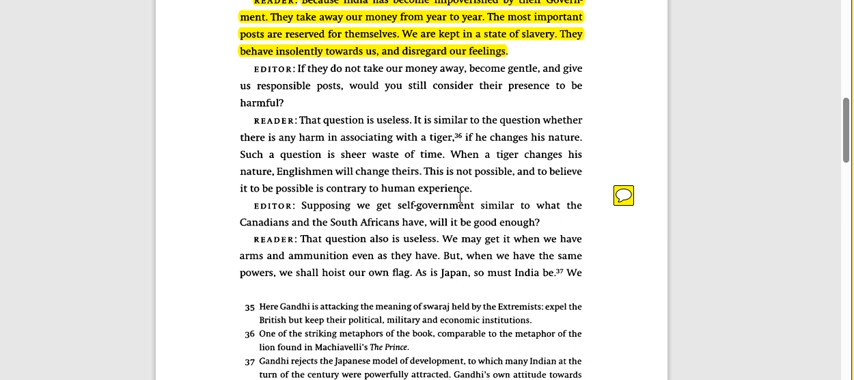 READER: Because India has become impoverished by their Govern-
ment. They take away our money from year to year. The most important
posts are reserved for themselves. We are kept in a state of slavery. They
behave insolently towards us, and disregard our feelings.
EDITOR: If they do not take our money away, become gentle, and give
us responsible posts, would you still consider their presence to be
harmful?
READER: That question is useless. It is similar to the question whether
there is any harm in associating with a tiger,36 if he changes his nature.
Such a question is sheer waste of time. When a tiger changes his
nature, Englishmen will change theirs. This is not possible, and to believe
it to be possible is contrary to human experience.
EDITOR: Supposing we get self-government similar to what the
Canadians and the South Africans have, will it be good enough?
READER: That question also is useless. We may get it when we have
arms and ammunition even as they have. But, when we have the same
powers, we shall hoist our own flag. As is Japan, so must India be.37 We
35 Here Gandhi is attacking the meaning of swaraj held by the Extremists: expel the
British but keep their political, military and economic institutions.
36 One of the striking metaphors of the book, comparable to the metaphor of the
lion found in Machiavelli's The Prince.
37 Gandhi rejects the Japanese model of development, to which many Indian at the
turn of the century were powerfully attracted. Gandhi's own attitude towards